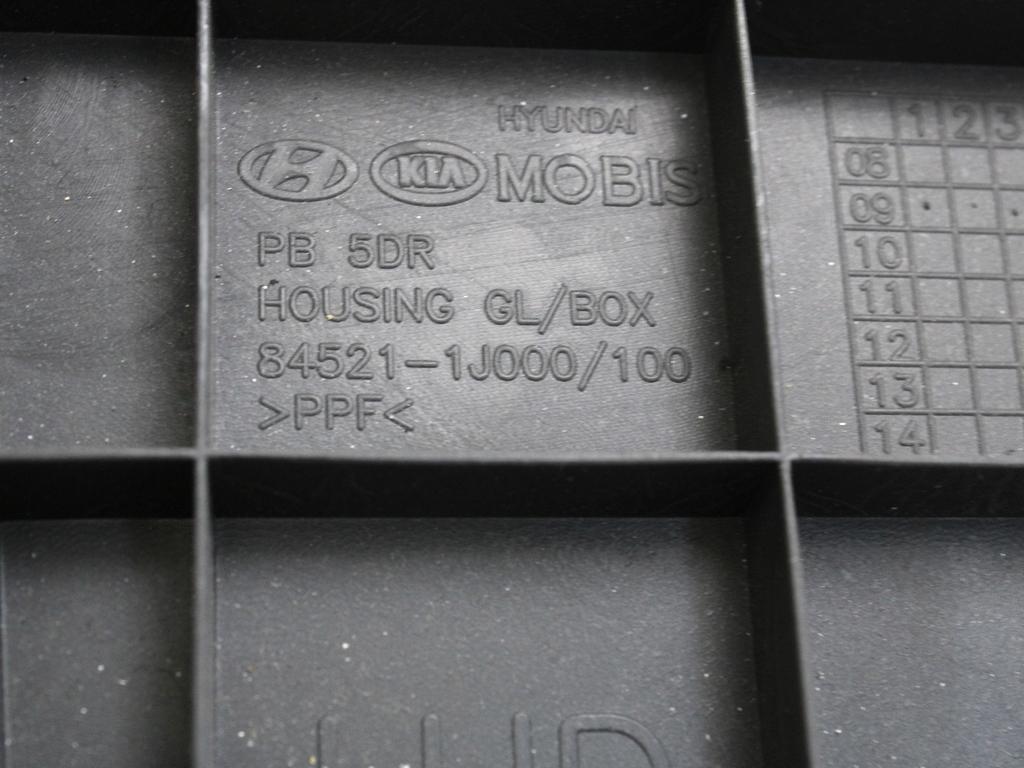 HYUNDAI
KIA MOBIS
PB 5DR
HOUSING GL/BOX
84521-1J000/100
>PPF<
1 2 3
08
09
10
11
12
13
14